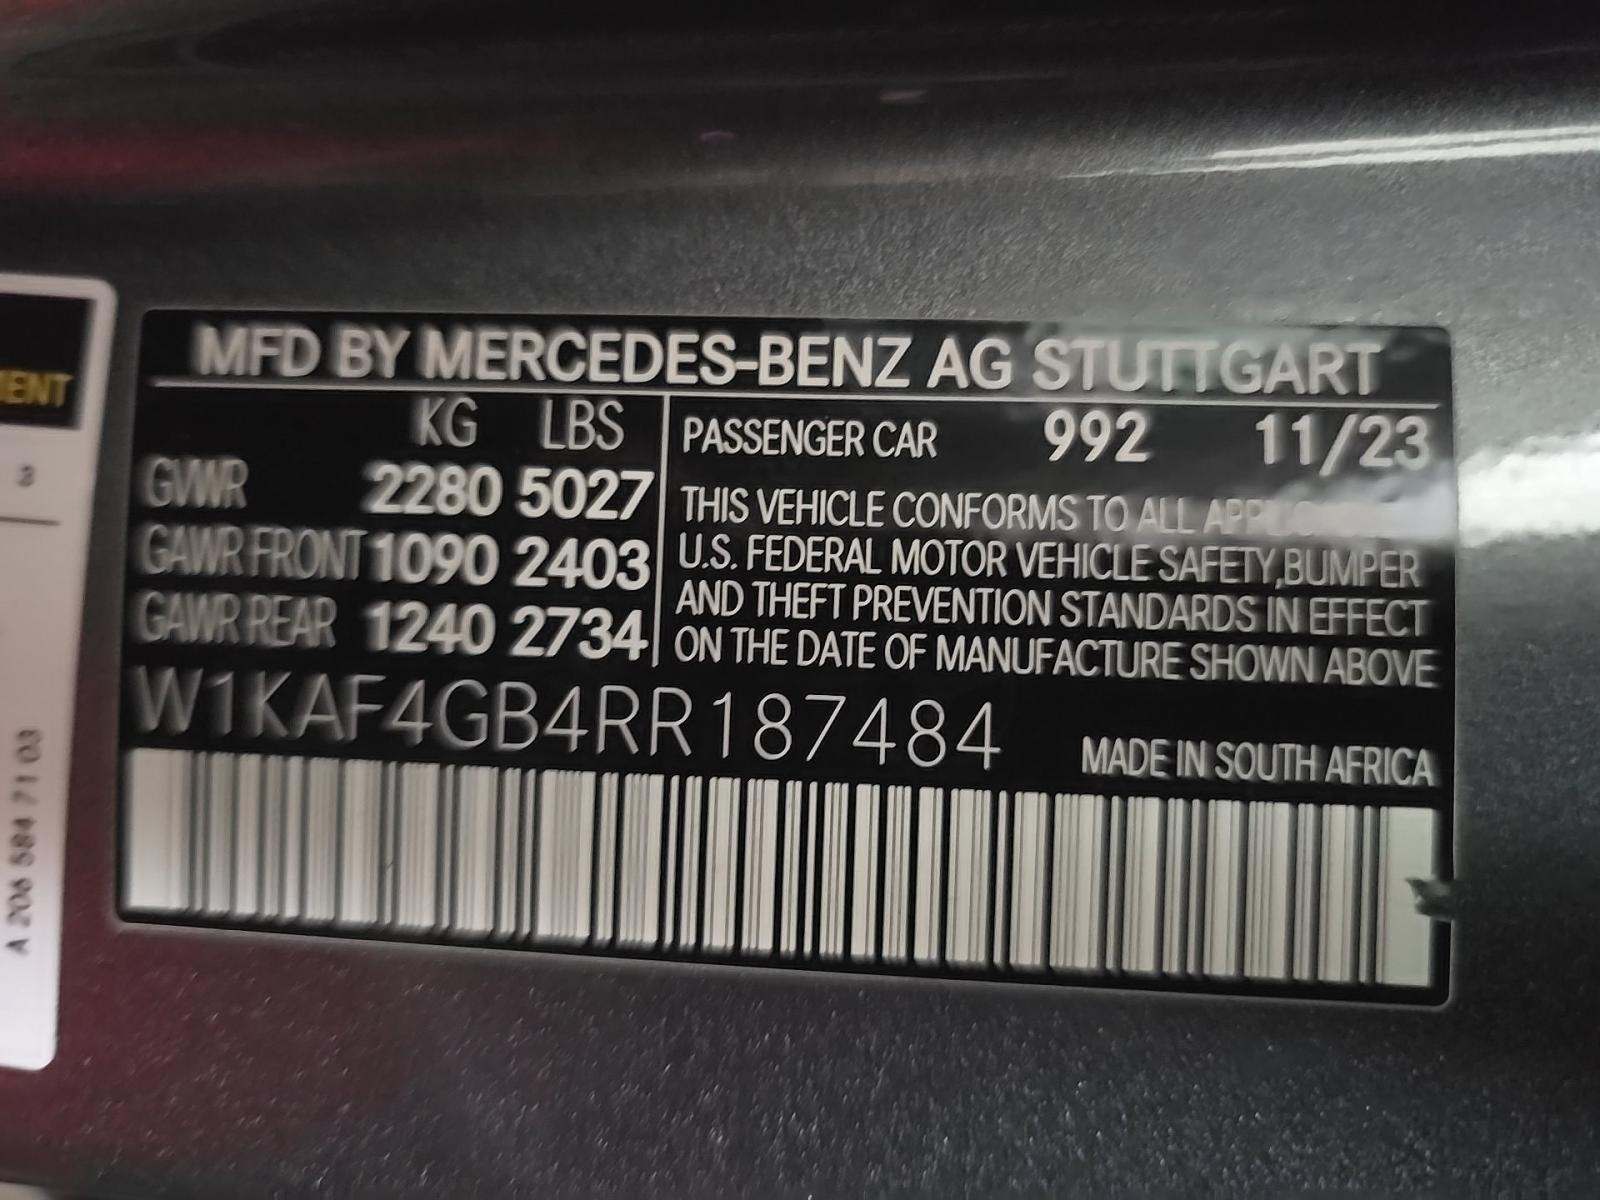 MFD BY MERCEDES-BENZ AG STUTTGART
KG LBS
GVWR 2280 5027
GAWR FRONT 1090 2403
GAWR REAR 1240 2734
PASSENGER CAR 992 11/23
THIS VEHICLE CONFORMS TO ALL
U.S. FEDERAL MOTOR VEHICLE SAFETY,BUMPER
AND THEFT PREVENTION STANDARDS IN EFFECT
ON THE DATE OF MANUFACTURE SHOWN ABOVE
W1KAF4GB4RR187484
MADE IN SOUTH AFRICA
A 206 584 71 03